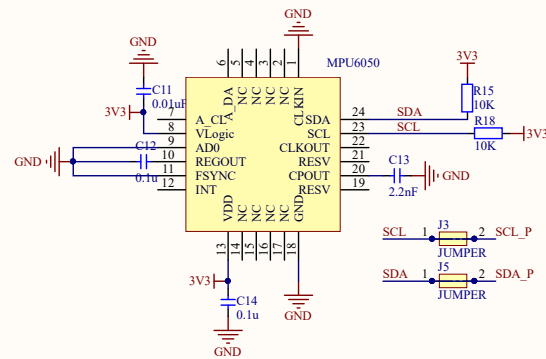 GND
GND
MPU6050
6
5
4
3
2
1
A_DA
NC
NC
NC
NC
CLKIN
C11
0.01uF
3V3
7
8
9
10
11
12
A_CL
VLogic
AD0
REGOUT
FSYNC
INT
GND
C12
0.1u
SDA
SCL
CLKOUT
RESV
CPOUT
RESV
24
23
22
21
20
19
SDA
SCL
3V3
R15
10K
R18
10K
3V3
C13
2.2nF
GND
VDD
NC
NC
NC
NC
GND
13
14
15
16
17
18
3V3
C14
0.1u
GND
GND
SCL 1 J3 2 SCL_P
JUMPER
SDA 1 J5 2 SDA_P
JUMPER